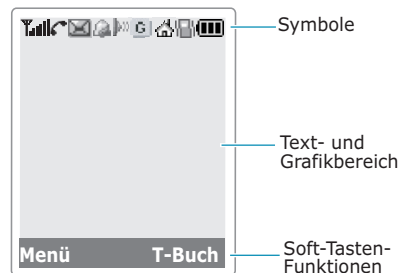 G
Symbole
Text- und
Grafikbereich
Menü T-Buch
Soft-Tasten-
Funktionen